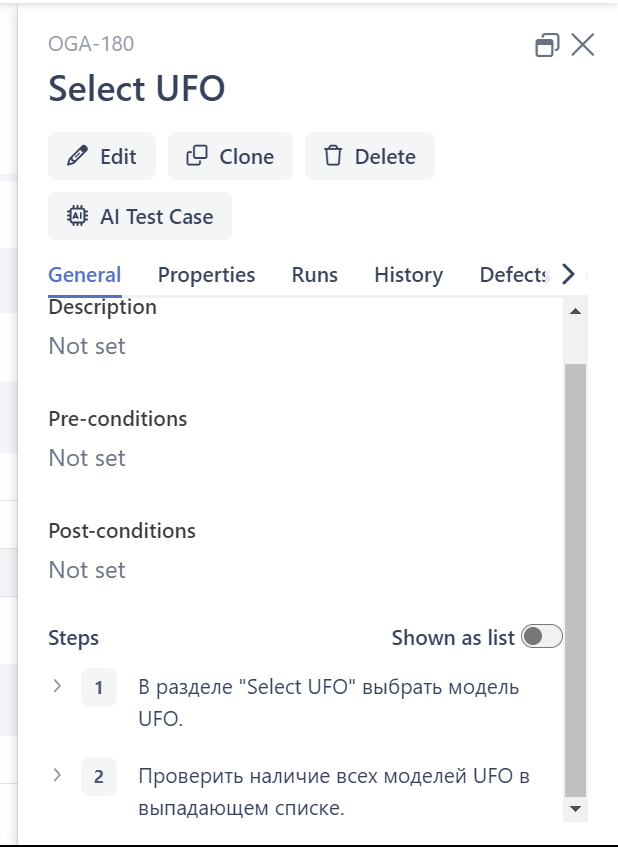 OGA-180
Select UFO
Edit
Clone
Delete
AI Test Case
General
Properties
Runs
History
Defects
Description
Not set
Pre-conditions
Not set
Post-conditions
Not set
Steps
Shown as list
1
В разделе "Select UFO" выбрать модель
UFO.
2
Проверить наличие всех моделей UFO в
выпадающем списке.